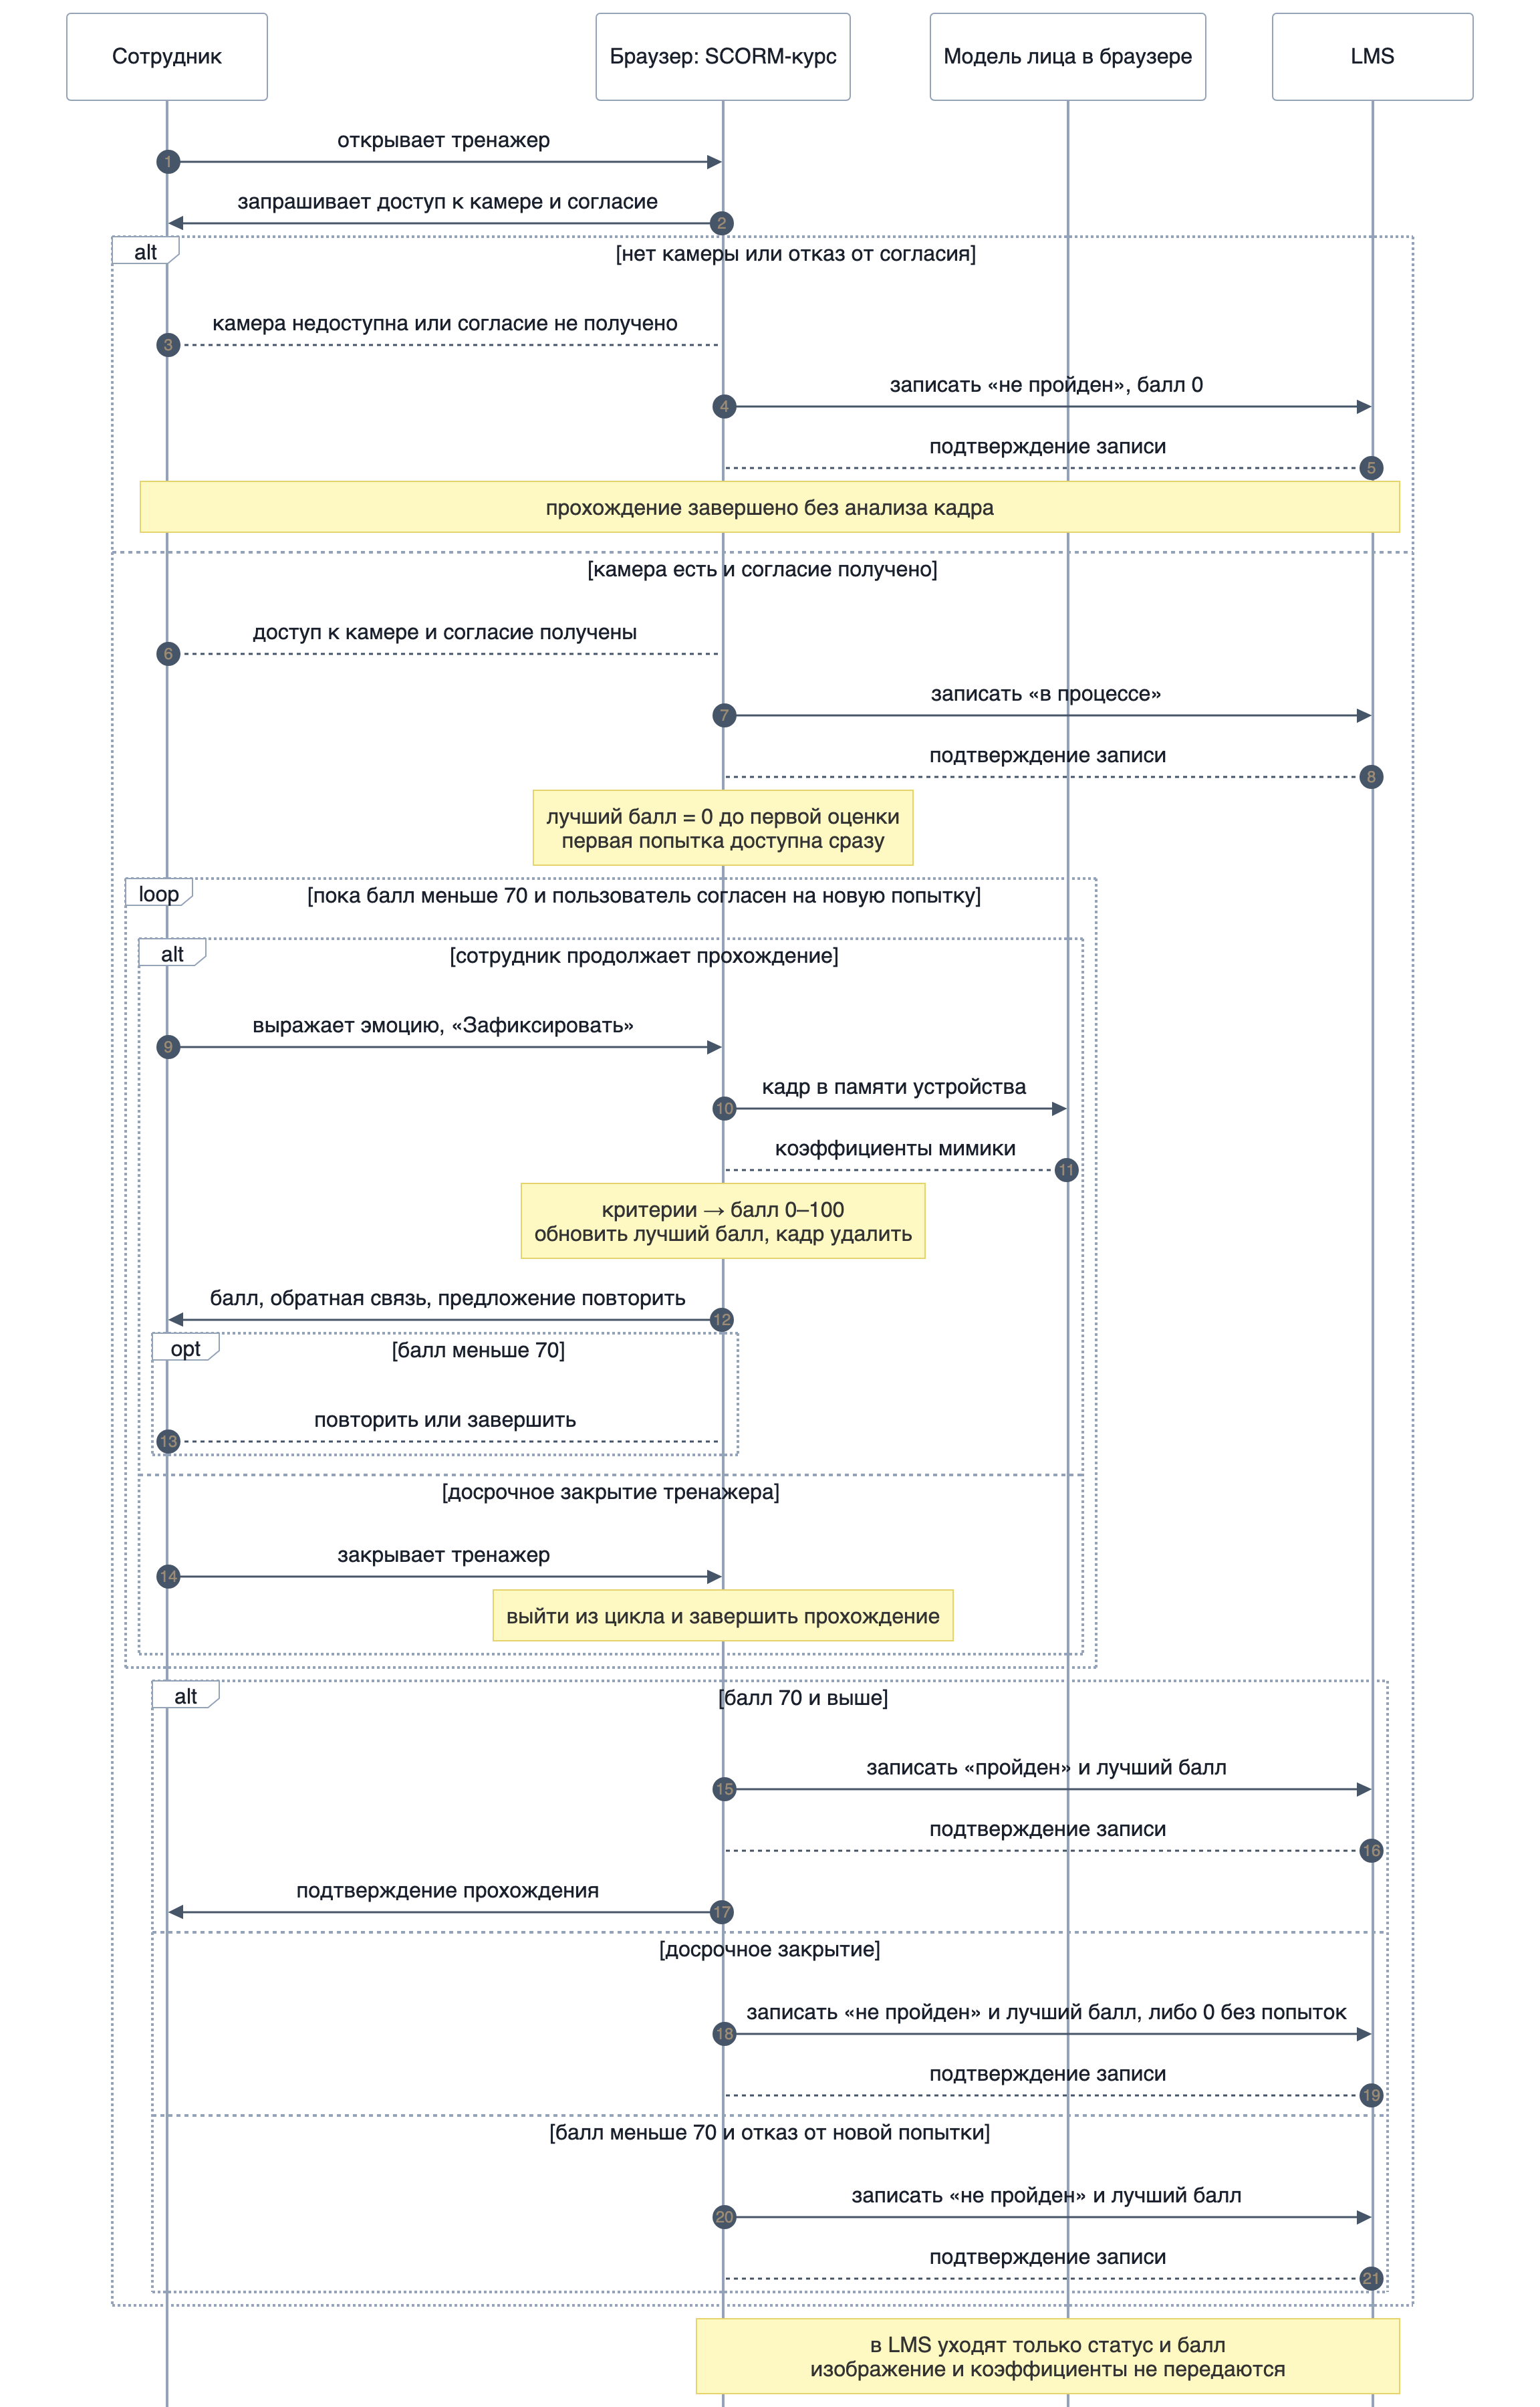 Сотрудник
Браузер: SCORM-курс
Модель лица в браузере
LMS
открывает тренажер
1
запрашивает доступ к камере и согласие
2
alt
[нет камеры или отказ от согласия]
камера недоступна или согласие не получено
3
записать «не пройден», балл 0
4
подтверждение записи
5
прохождение завершено без анализа кадра
[камера есть и согласие получено]
доступ к камере и согласие получены
6
записать «в процессе»
7
подтверждение записи
8
лучший балл = 0 до первой оценки
первая попытка доступна сразу
loop
[пока балл меньше 70 и пользователь согласен на новую попытку]
alt
[сотрудник продолжает прохождение]
выражает эмоцию, «Зафиксировать»
9
кадр в памяти устройства
10
коэффициенты мимики
11
критерии → балл 0–100
обновить лучший балл, кадр удалить
балл, обратная связь, предложение повторить
12
opt
[балл меньше 70]
повторить или завершить
13
[досрочное закрытие тренажера]
закрывает тренажер
14
выйти из цикла и завершить прохождение
alt
[балл 70 и выше]
записать «пройден» и лучший балл
15
подтверждение записи
16
подтверждение прохождения
17
[досрочное закрытие]
записать «не пройден» и лучший балл, либо 0 без попыток
18
подтверждение записи
19
[балл меньше 70 и отказ от новой попытки]
записать «не пройден» и лучший балл
20
подтверждение записи
21
в LMS уходят только статус и балл
изображение и коэффициенты не передаются